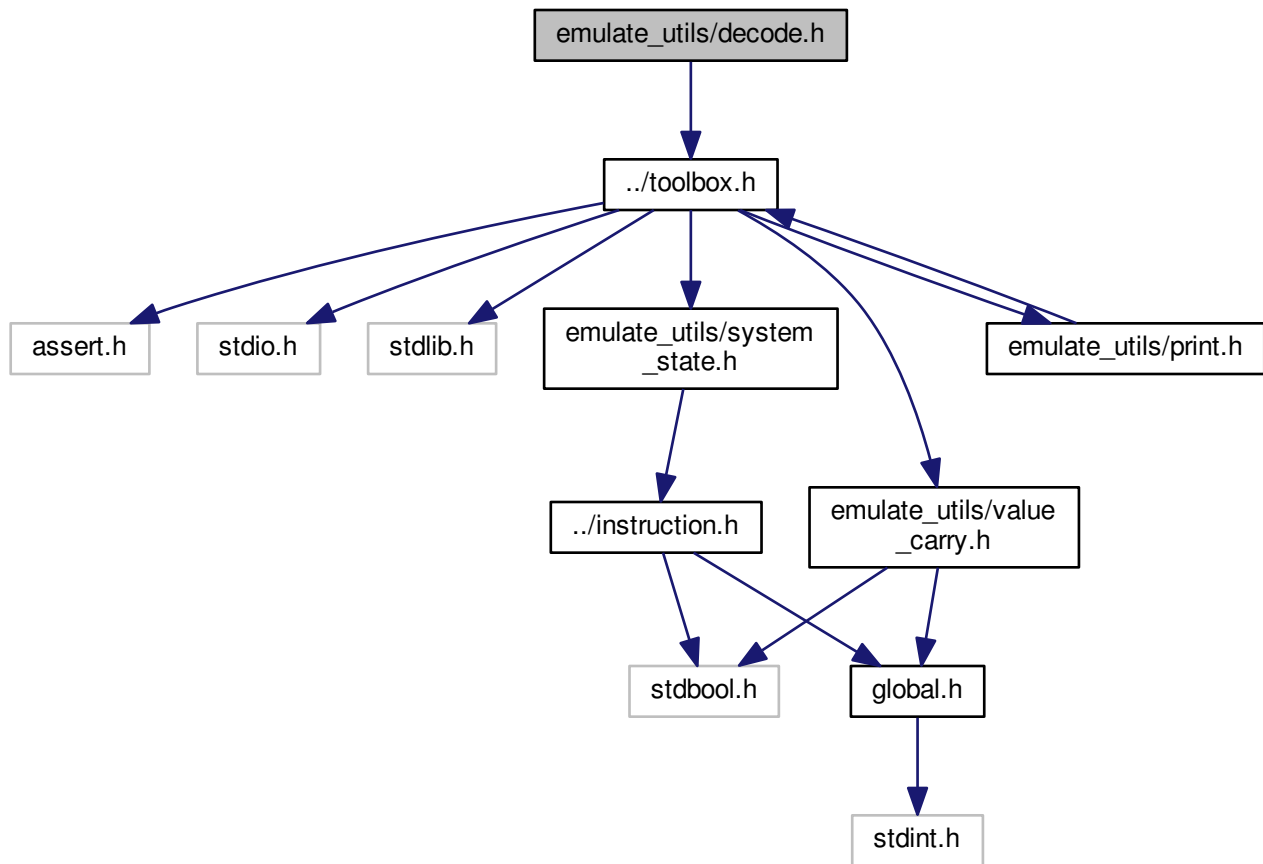 emulate_utils/decode.h
../toolbox.h
assert.h
stdio.h
stdlib.h
emulate_utils/system
_state.h
emulate_utils/print.h
../instruction.h
emulate_utils/value
_carry.h
stdbool.h
global.h
stdint.h